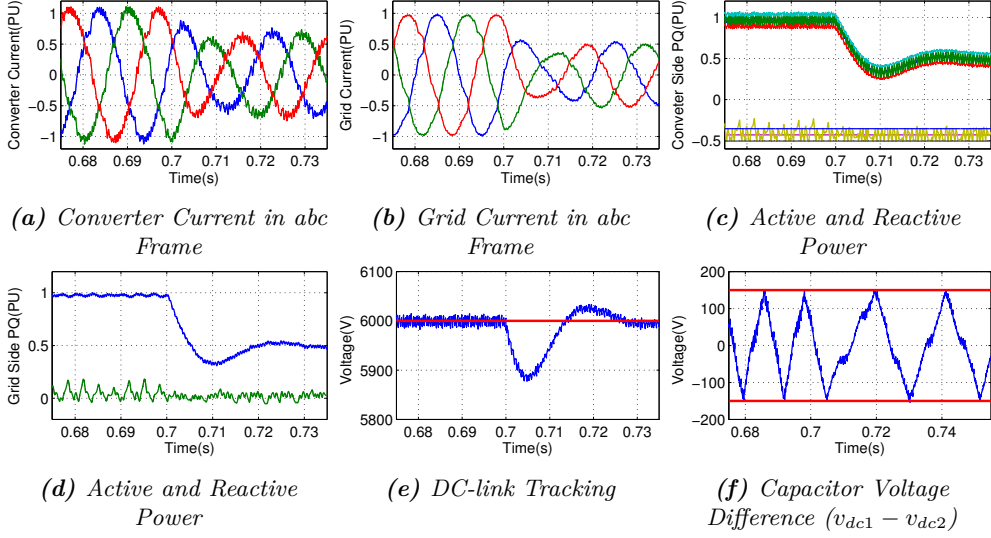 Converter Current(PU)
1
0.5
0
−0.5
−1
0.68 0.69 0.7 0.71 0.72 0.73
Time(s)
(a) Converter Current in abc
Frame
Grid Current(PU)
1
0.5
0
−0.5
−1
0.68 0.69 0.7 0.71 0.72 0.73
Time(s)
(b) Grid Current in abc
Frame
Conveter Side PQ(PU)
1
0.5
0
−0.5
0.68 0.69 0.7 0.71 0.72 0.73
Time(s)
(c) Active and Reactive
Power
Grid Side PQ(PU)
1
0.5
0
0.68 0.69 0.7 0.71 0.72 0.73
Time(s)
(d) Active and Reactive
Power
Voltage(V)
6100
6000
5900
5800
0.68 0.69 0.7 0.71 0.72 0.73
Time(s)
(e) DC-link Tracking
Voltage(V)
200
100
0
−100
−200
0.68 0.7 0.72 0.74
Time(s)
(f) Capacitor Voltage
Difference (vdc1 − vdc2)